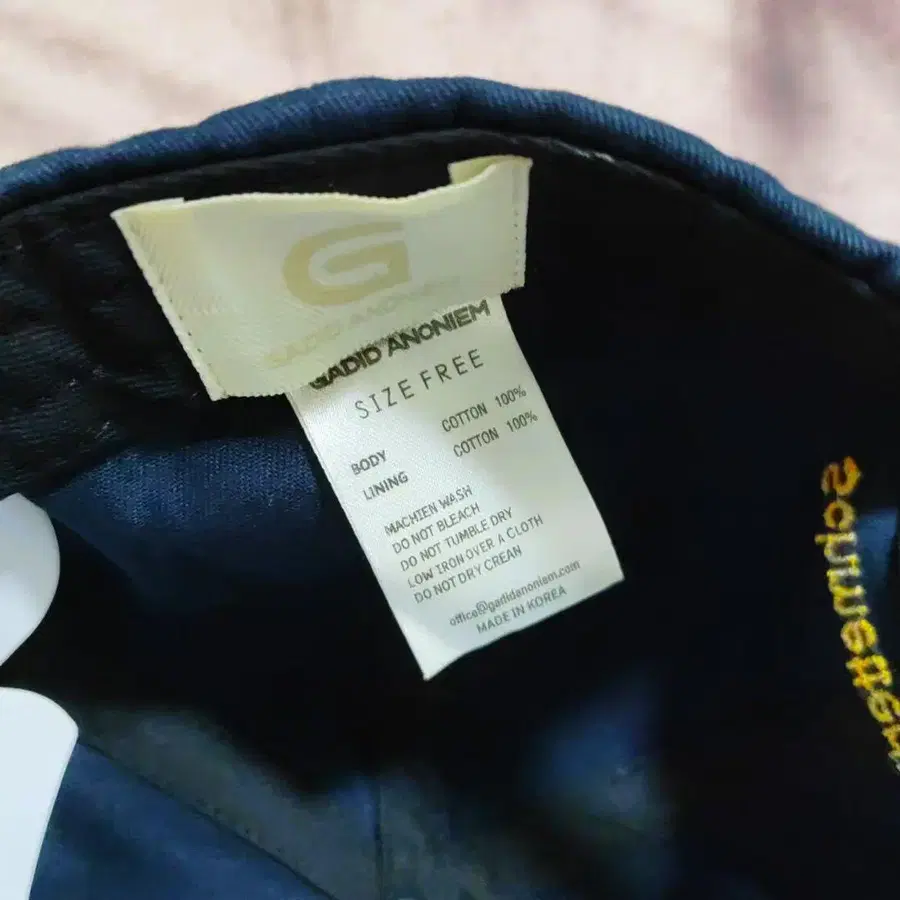 G
GADID ANONIEM
GADID ANONIEM
SIZE FREE
BODY COTTON 100%
LINING COTTON 100%
MACHIEN WASH
DO NOT BLEACH
DO NOT TUMBLE DRY
LOW IRON OVER A CLOTH
DO NOT DRY CREAN
office@gadidanoniem.com
MADE IN KOREA